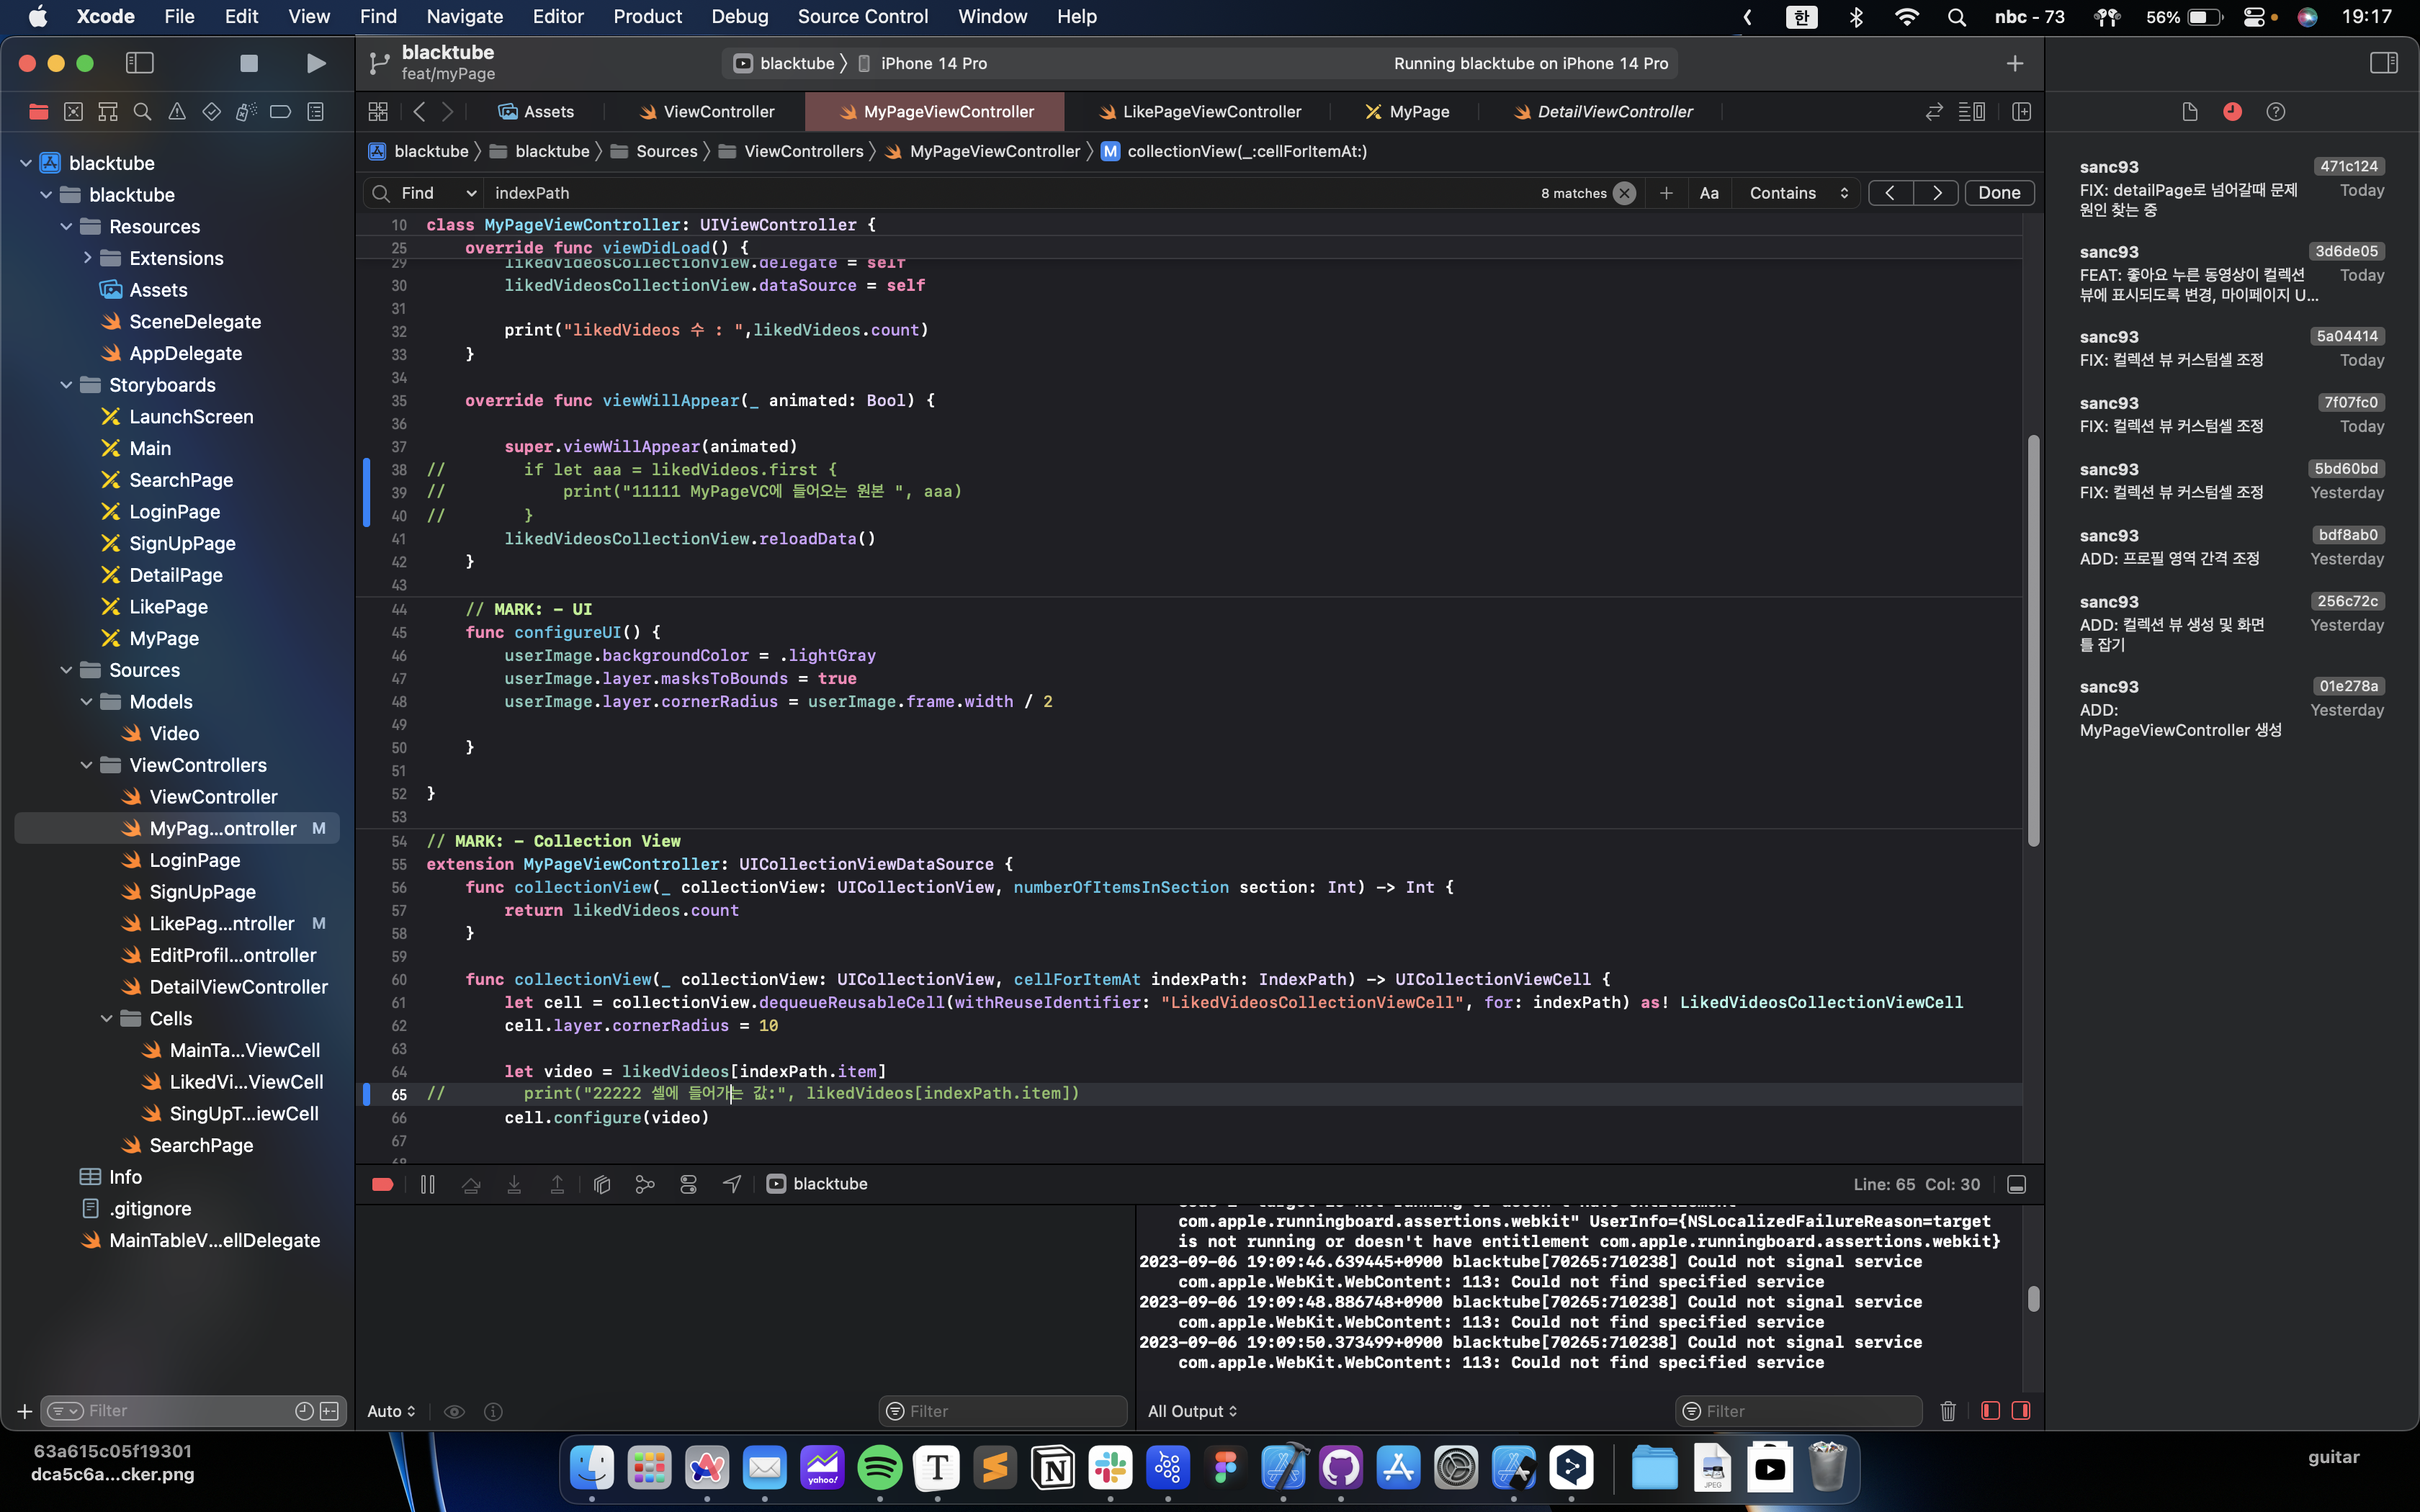 Xcode File Edit View Find Navigate Editor Product Debug Source Control Window Help 한 nbc - 73 56% 19:17
blacktube
feat/myPage
blacktube 〉 iPhone 14 Pro
Running blacktube on iPhone 14 Pro
Assets ViewController MyPageViewController LikePageViewController MyPage DetailViewController
blacktube 〉 blacktube 〉 Sources 〉 ViewControllers 〉 MyPageViewController 〉 M collectionView(_:cellForItemAt:)
Find indexPath 8 matches Aa Contains Done
blacktube
blacktube
Resources
Extensions
Assets
SceneDelegate
AppDelegate
Storyboards
LaunchScreen
Main
SearchPage
LoginPage
SignUpPage
DetailPage
LikePage
MyPage
Sources
Models
Video
ViewControllers
ViewController
MyPag...ontroller M
LoginPage
SignUpPage
LikePag...ntroller M
EditProfil...ontroller
DetailViewController
Cells
MainTa...ViewCell
LikedVi...ViewCell
SingUpT...iewCell
SearchPage
Info
.gitignore
MainTableV...ellDelegate
Filter
10 class MyPageViewController: UIViewController {
25 override func viewDidLoad() {
29 likedVideosCollectionView.delegate = self
30 likedVideosCollectionView.dataSource = self
31
32 print("likedVideos 수 : ",likedVideos.count)
33 }
34
35 override func viewWillAppear(_ animated: Bool) {
36
37 super.viewWillAppear(animated)
38 // if let aaa = likedVideos.first {
39 // print("11111 MyPageVC에 들어오는 원본 ", aaa)
40 // }
41 likedVideosCollectionView.reloadData()
42 }
43
44 // MARK: - UI
45 func configureUI() {
46 userImage.backgroundColor = .lightGray
47 userImage.layer.masksToBounds = true
48 userImage.layer.cornerRadius = userImage.frame.width / 2
49
50 }
51
52 }
53
54 // MARK: - Collection View
55 extension MyPageViewController: UICollectionViewDataSource {
56 func collectionView(_ collectionView: UICollectionView, numberOfItemsInSection section: Int) -> Int {
57 return likedVideos.count
58 }
59
60 func collectionView(_ collectionView: UICollectionView, cellForItemAt indexPath: IndexPath) -> UICollectionViewCell {
61 let cell = collectionView.dequeueReusableCell(withReuseIdentifier: "LikedVideosCollectionViewCell", for: indexPath) as! LikedVideosCollectionViewCell
62 cell.layer.cornerRadius = 10
63
64 let video = likedVideos[indexPath.item]
65 // print("22222 셀에 들어가는 값:", likedVideos[indexPath.item])
66 cell.configure(video)
67
68
blacktube
Line: 65 Col: 30
com.apple.runningboard.assertions.webkit" UserInfo={NSLocalizedFailureReason=target
is not running or doesn't have entitlement com.apple.runningboard.assertions.webkit}
2023-09-06 19:09:46.639445+0900 blacktube[70265:710238] Could not signal service
com.apple.WebKit.WebContent: 113: Could not find specified service
2023-09-06 19:09:48.886748+0900 blacktube[70265:710238] Could not signal service
com.apple.WebKit.WebContent: 113: Could not find specified service
2023-09-06 19:09:50.373499+0900 blacktube[70265:710238] Could not signal service
com.apple.WebKit.WebContent: 113: Could not find specified service
Auto Filter All Output Filter
sanc93 471c124
FIX: detailPage로 넘어갈때 문제 Today
원인 찾는 중
sanc93 3d6de05
FEAT: 좋아요 누른 동영상이 컬렉션 Today
뷰에 표시되도록 변경, 마이페이지 U...
sanc93 5a04414
FIX: 컬렉션 뷰 커스텀셀 조정 Today
sanc93 7f07fc0
FIX: 컬렉션 뷰 커스텀셀 조정 Today
sanc93 5bd60bd
FIX: 컬렉션 뷰 커스텀셀 조정 Yesterday
sanc93 bdf8ab0
ADD: 프로필 영역 간격 조정 Yesterday
sanc93 256c72c
ADD: 컬렉션 뷰 생성 및 화면 Yesterday
틀 잡기
sanc93 01e278a
ADD: Yesterday
MyPageViewController 생성
63a615c05f19301
dca5c6a...cker.png
yahoo!
T
N
JPEG
guitar